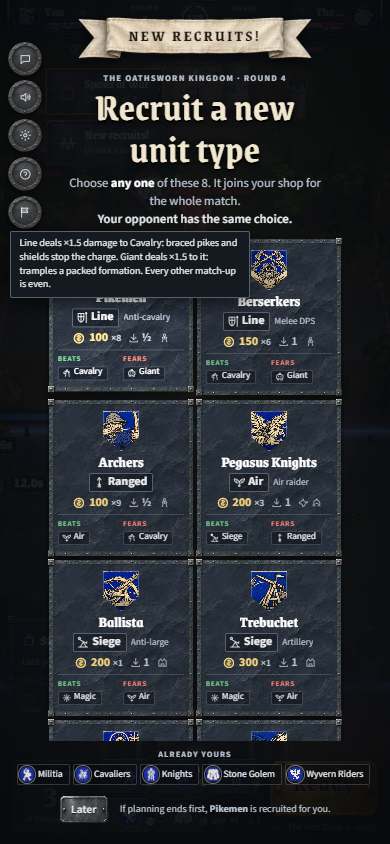 NEW RECRUITS!
THE OATHSWORN KINGDOM · ROUND 4
Recruit a new
unit type
Choose any one of these 8. It joins your shop for
the whole match.
Your opponent has the same choice.
Line deals ×1.5 damage to Cavalry: braced pikes and
shields stop the charge. Giant deals ×1.5 to it:
tramples a packed formation. Every other match-up
is even.
Pikemen
Line Anti-cavalry
100 ×8 ½
BEATS FEARS
Cavalry Giant
Berserkers
Line Melee DPS
150 ×6 1
BEATS FEARS
Cavalry Giant
Archers
Ranged
100 ×9 ½
BEATS FEARS
Air Cavalry
Pegasus Knights
Air Air raider
200 ×3 1
BEATS FEARS
Siege Ranged
Ballista
Siege Anti-large
200 ×1 1
BEATS FEARS
Magic Air
Trebuchet
Siege Artillery
300 ×1 1
BEATS FEARS
Magic Air
ALREADY YOURS
Militia Cavaliers Knights Stone Golem Wyvern Riders
Later If planning ends first, Pikemen is recruited for you.